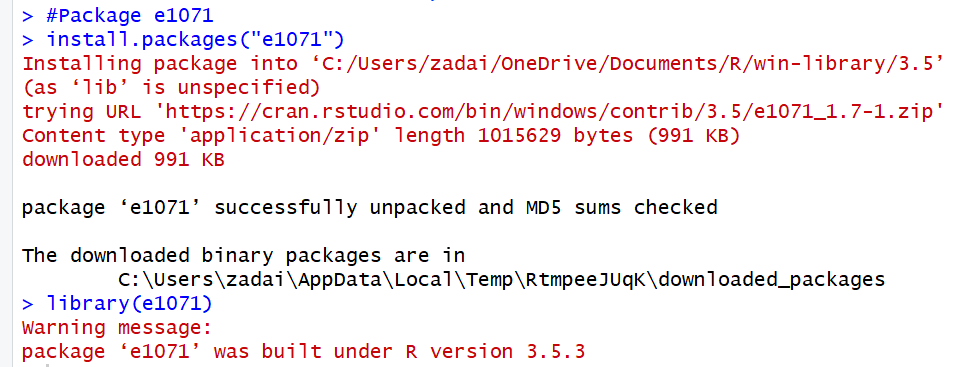 > #Package e1071
> install.packages("e1071")
Installing package into ‘C:/Users/zadai/OneDrive/Documents/R/win-library/3.5’
(as ‘lib’ is unspecified)
trying URL 'https://cran.rstudio.com/bin/windows/contrib/3.5/e1071_1.7-1.zip'
Content type 'application/zip' length 1015629 bytes (991 KB)
downloaded 991 KB
package ‘e1071’ successfully unpacked and MD5 sums checked
The downloaded binary packages are in
C:\Users\zadai\AppData\Local\Temp\RtmpeeJUqK\downloaded_packages
> library(e1071)
Warning message:
package ‘e1071’ was built under R version 3.5.3